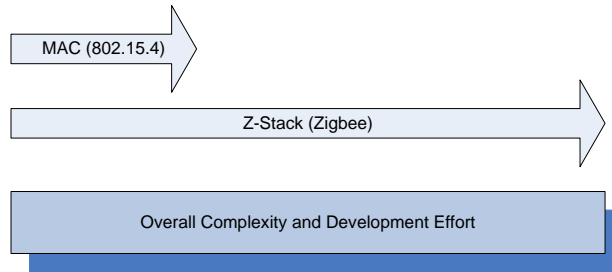 MAC (802.15.4)
Z-Stack (Zigbee)
Overall Complexity and Development Effort